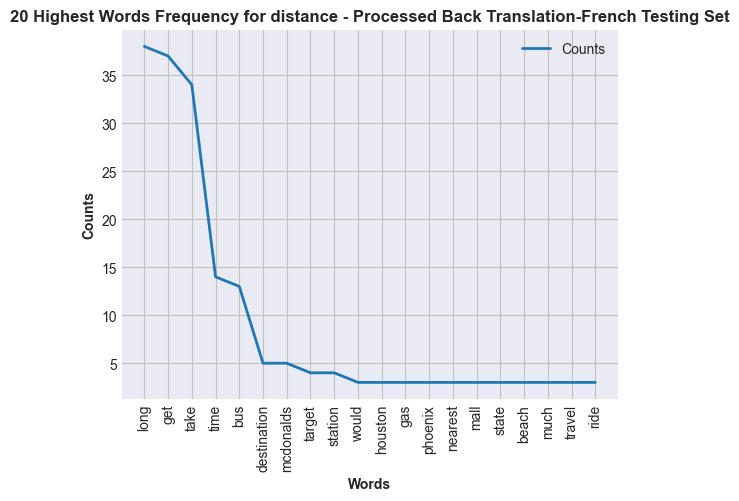 20 Highest Words Frequency for distance - Processed Back Translation-French Testing Set
Counts
35
30
25
20
15
10
5
Counts
long
get
take
time
bus
destination
mcdonalds
target
station
would
houston
gas
phoenix
nearest
mall
state
beach
much
travel
ride
Words